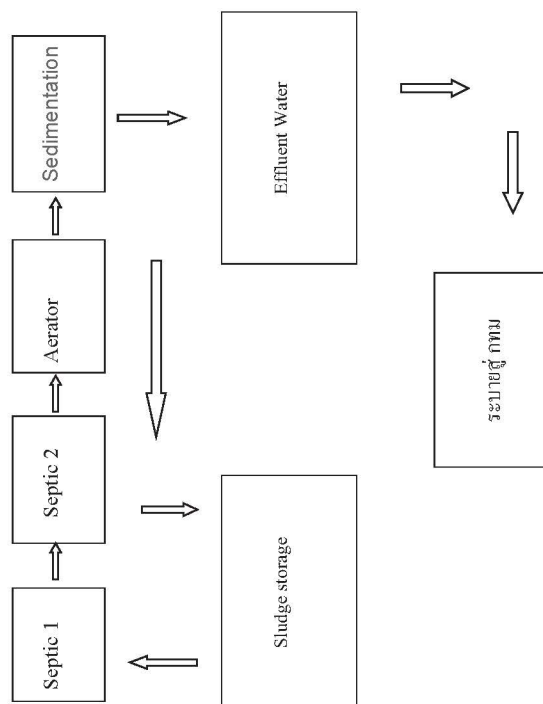 Septic 1
Septic 2
Aerator
Sedimentation
Sludge storage
Effluent Water
ระบายสู่ กทม